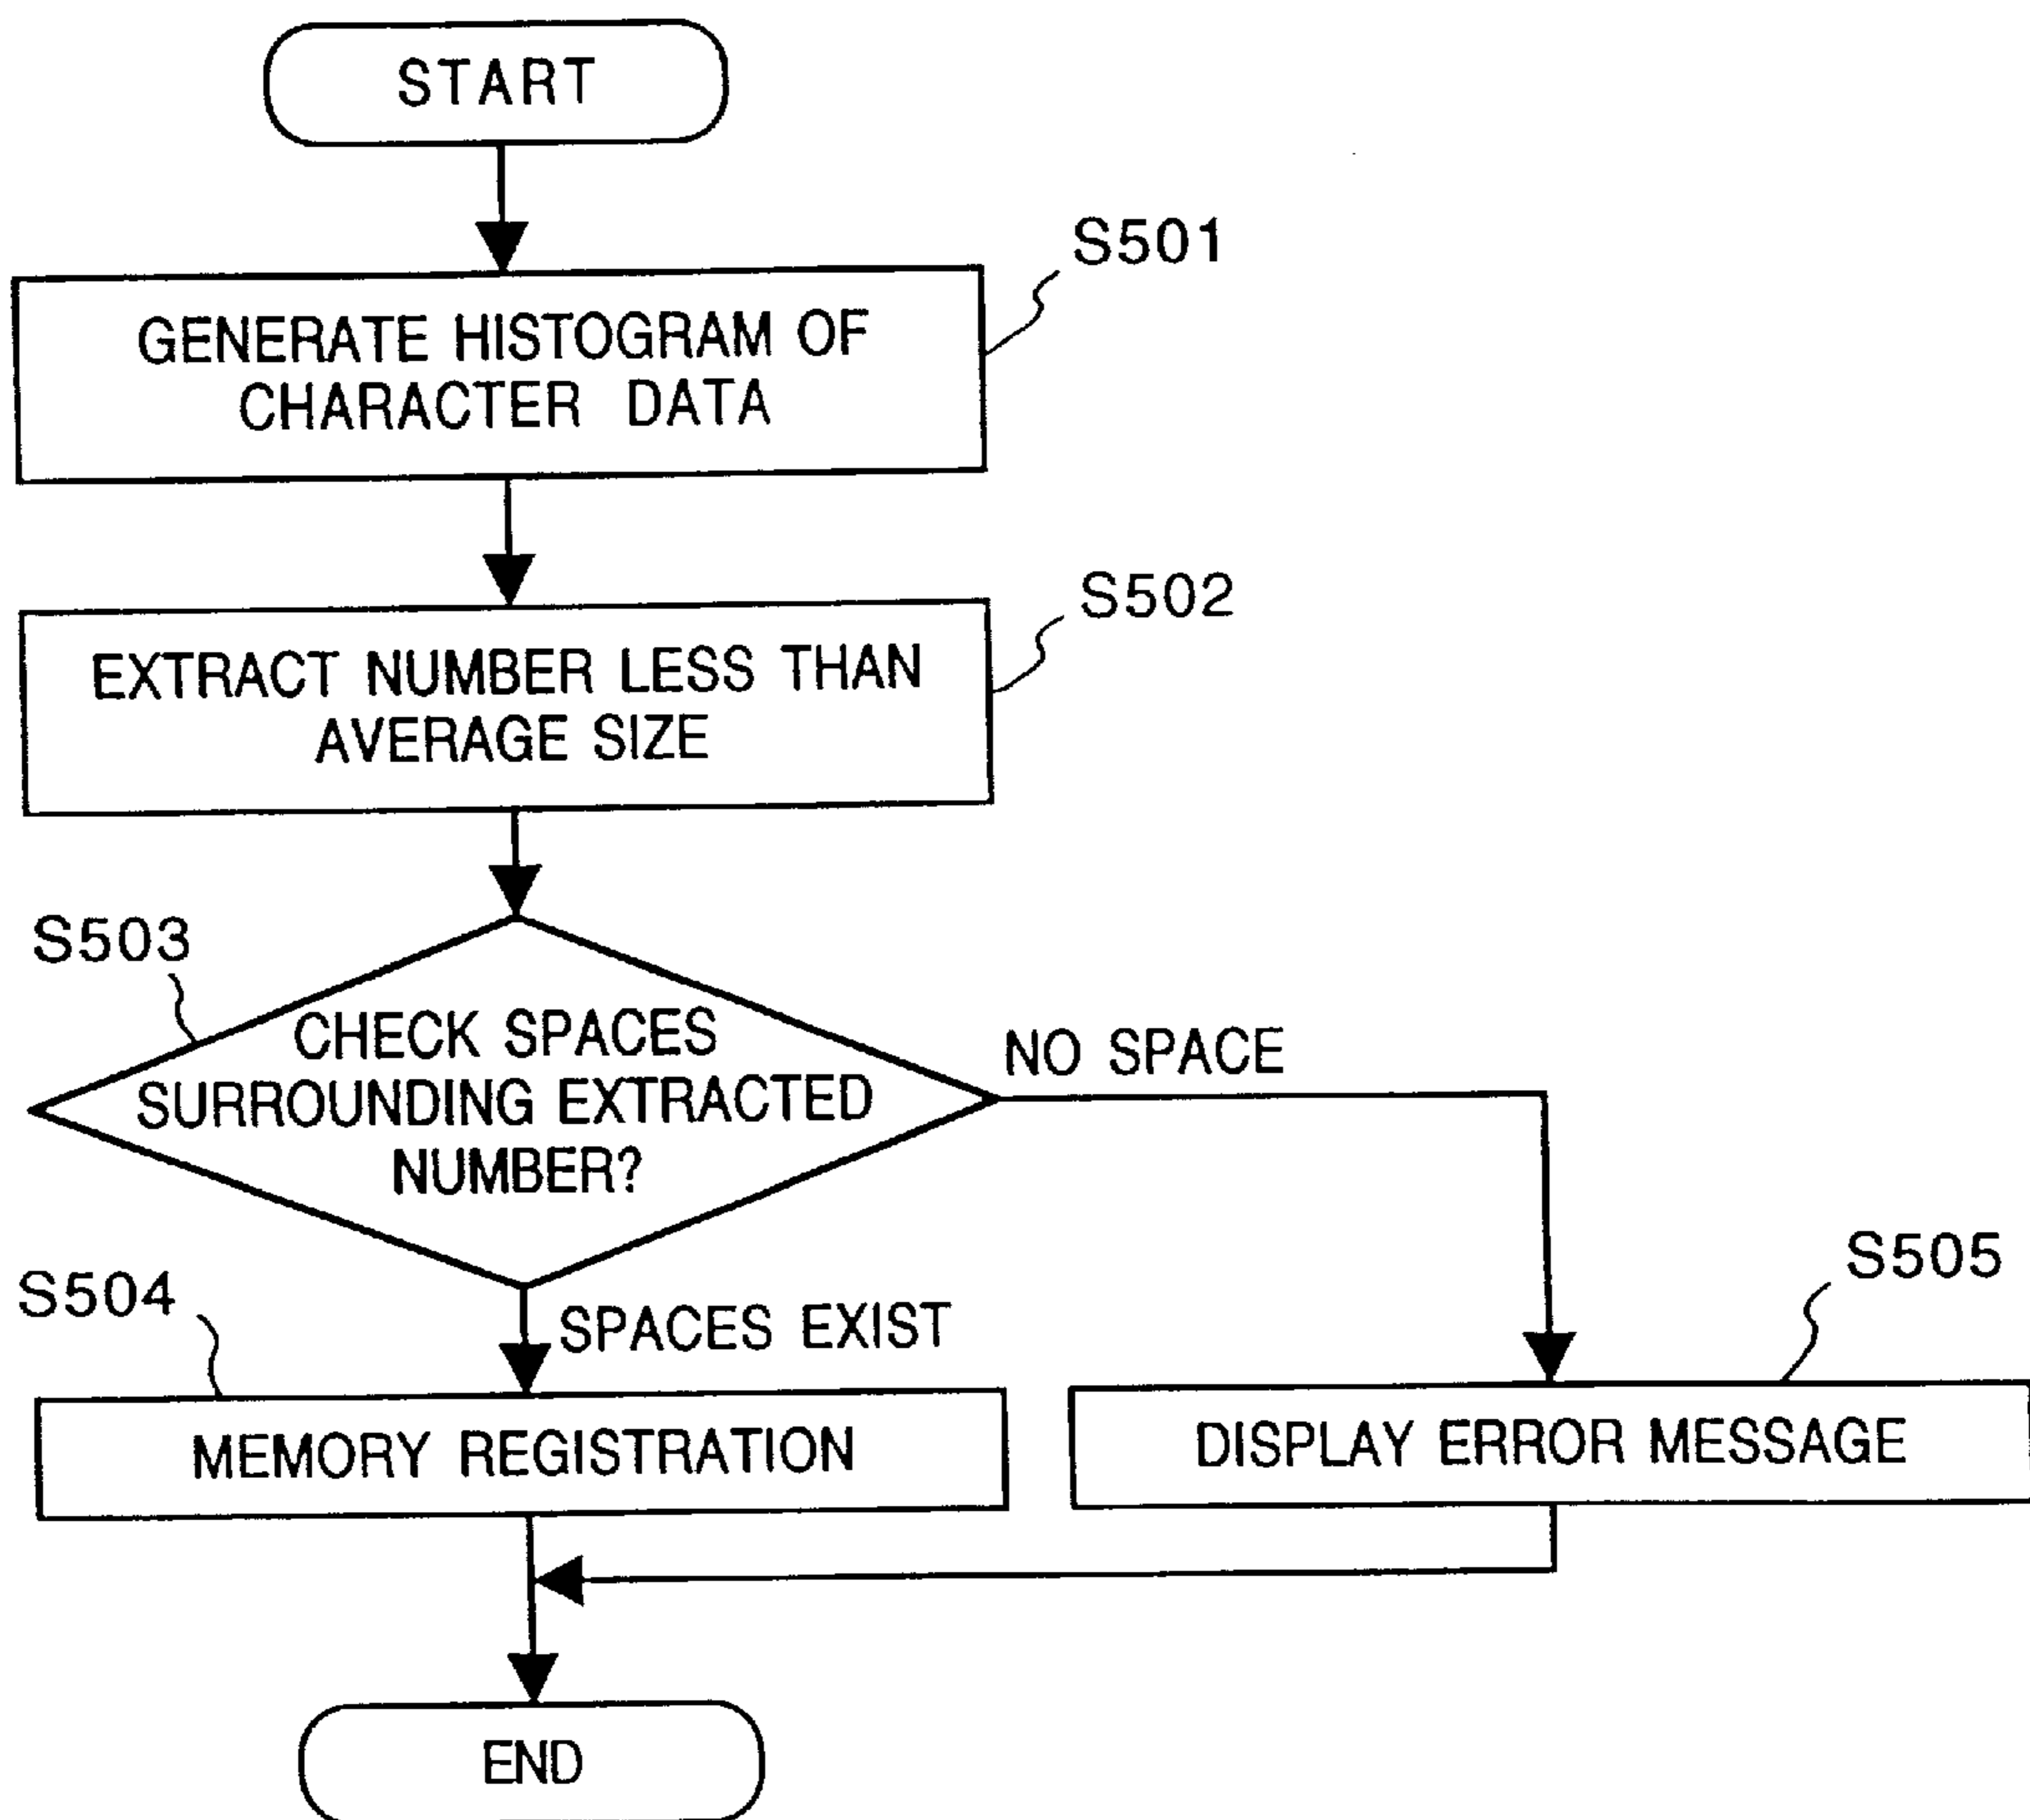 START
S501
GENERATE HISTOGRAM OF
CHARACTER DATA
S502
EXTRACT NUMBER LESS THAN
AVERAGE SIZE
S503
CHECK SPACES
SURROUNDING EXTRACTED
NUMBER?
NO SPACE
S504
SPACES EXIST
S505
MEMORY REGISTRATION
DISPLAY ERROR MESSAGE
END